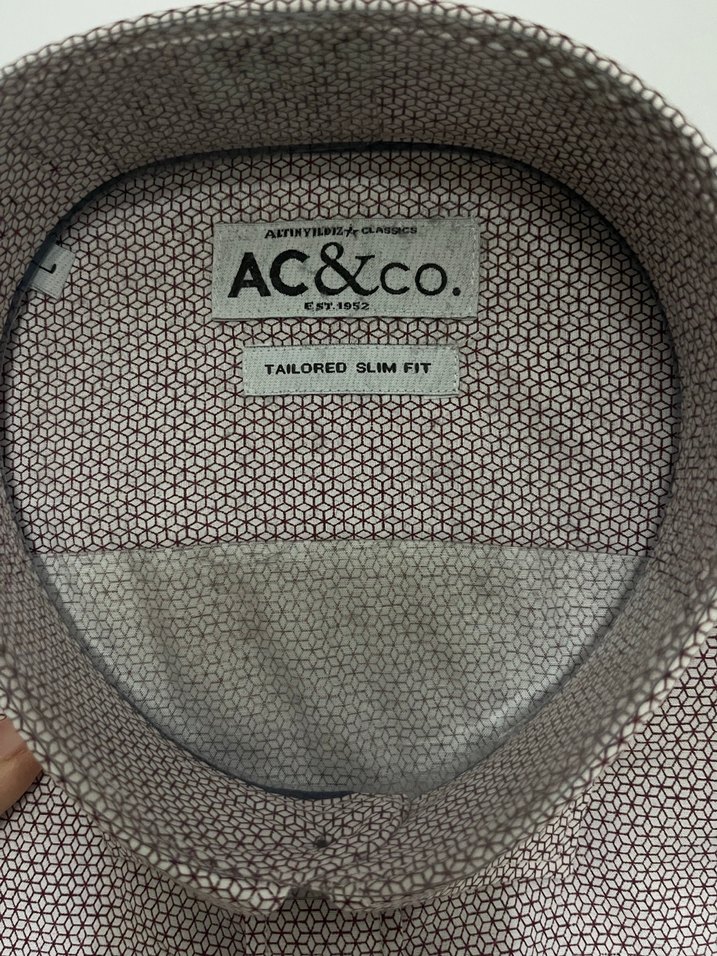 ALTINYILDIZ CLASSICS
AC&CO.
EST.1952
TAILORED SLIM FIT
L